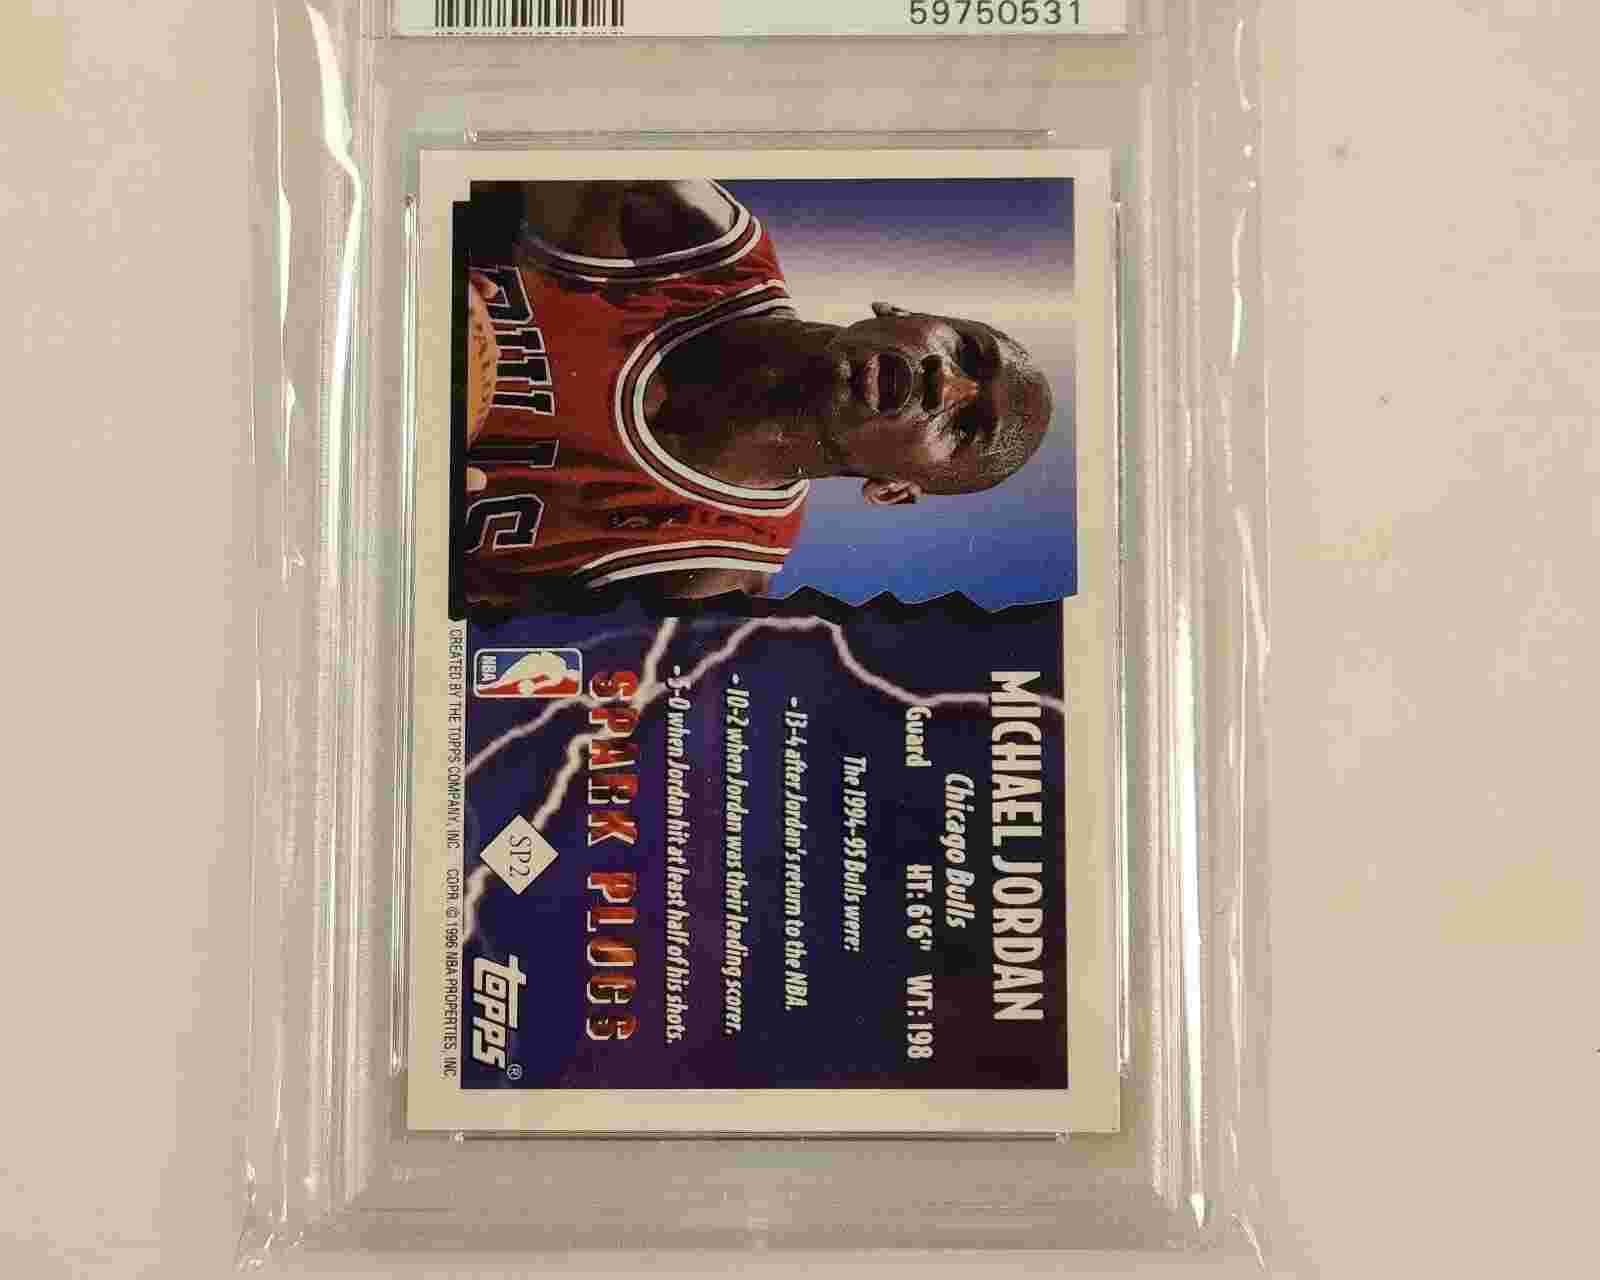 59750531
BULLS
MICHAEL JORDAN
Chicago Bulls
Guard HT: 6'6" WT: 198
The 1994-95 Bulls were:
- 13-4 after Jordan's return to the NBA.
- 10-2 when Jordan was their leading scorer.
- 5-0 when Jordan hit at least half of his shots.
SPARK PLUGS
NBA
SP2
topps®
CREATED BY THE TOPPS COMPANY, INC. COPR. © 1996 NBA PROPERTIES, INC.